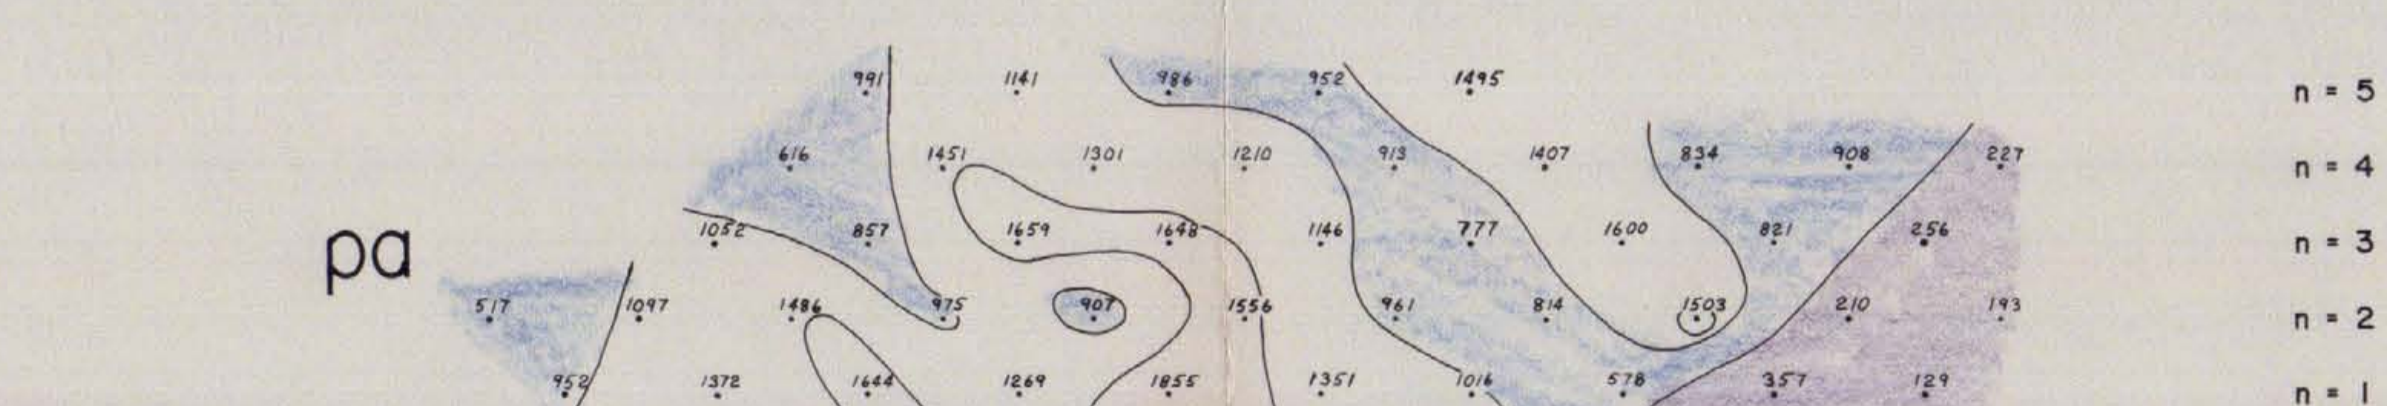 991 1141 986 952 1495 n = 5
616 1451 1301 1210 913 1407 834 908 227 n = 4
pa 1052 857 1659 1648 1146 777 1600 821 256 n = 3
517 1097 1486 975 907 1556 961 814 1503 210 193 n = 2
952 1372 1644 1269 1855 1351 1016 578 357 129 n = 1